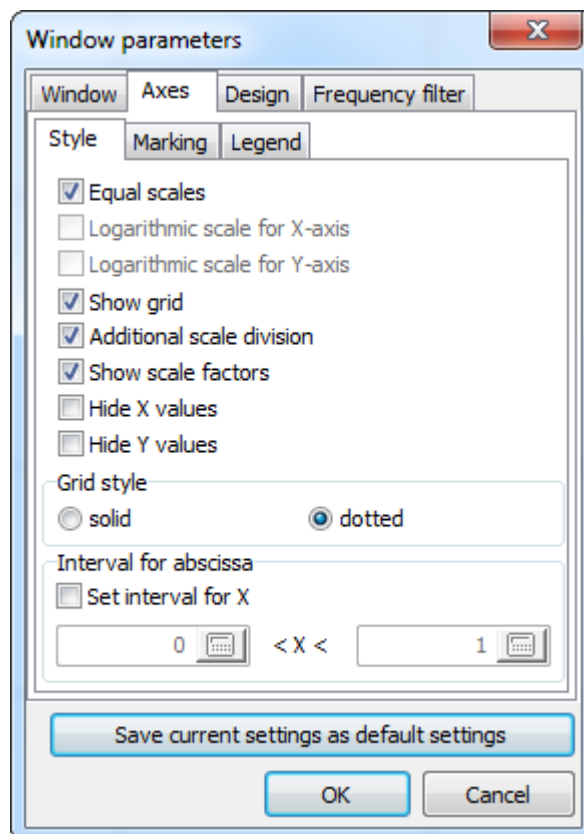 Window parameters
Window Axes Design Frequency filter
Style Marking Legend
Equal scales
Logarithmic scale for X-axis
Logarithmic scale for Y-axis
Show grid
Additional scale division
Show scale factors
Hide X values
Hide Y values
Grid style
solid dotted
Interval for abscissa
Set interval for X
0 < X < 1
Save current settings as default settings
OK Cancel